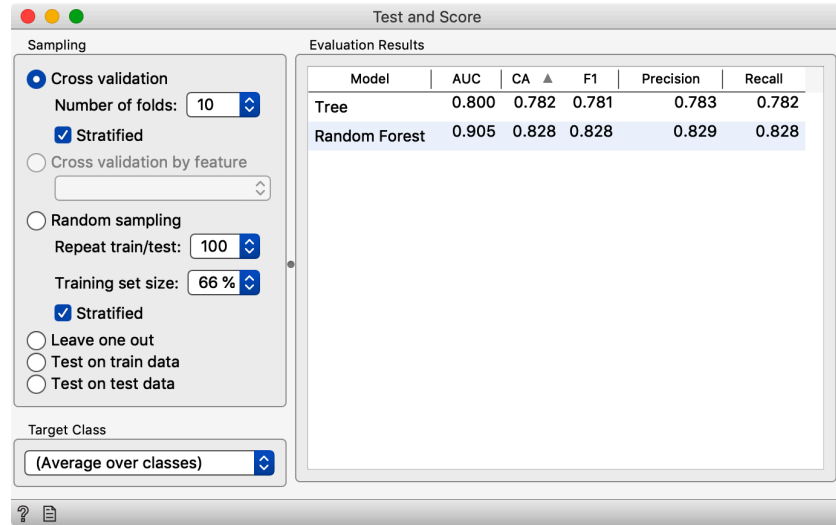 Test and Score
Sampling
Cross validation
Number of folds: 10
Stratified
Cross validation by feature
Random sampling
Repeat train/test: 100
Training set size: 66 %
Stratified
Leave one out
Test on train data
Test on test data
Target Class
(Average over classes)
Evaluation Results
Model AUC CA F1 Precision Recall
Tree 0.800 0.782 0.781 0.783 0.782
Random Forest 0.905 0.828 0.828 0.829 0.828
?